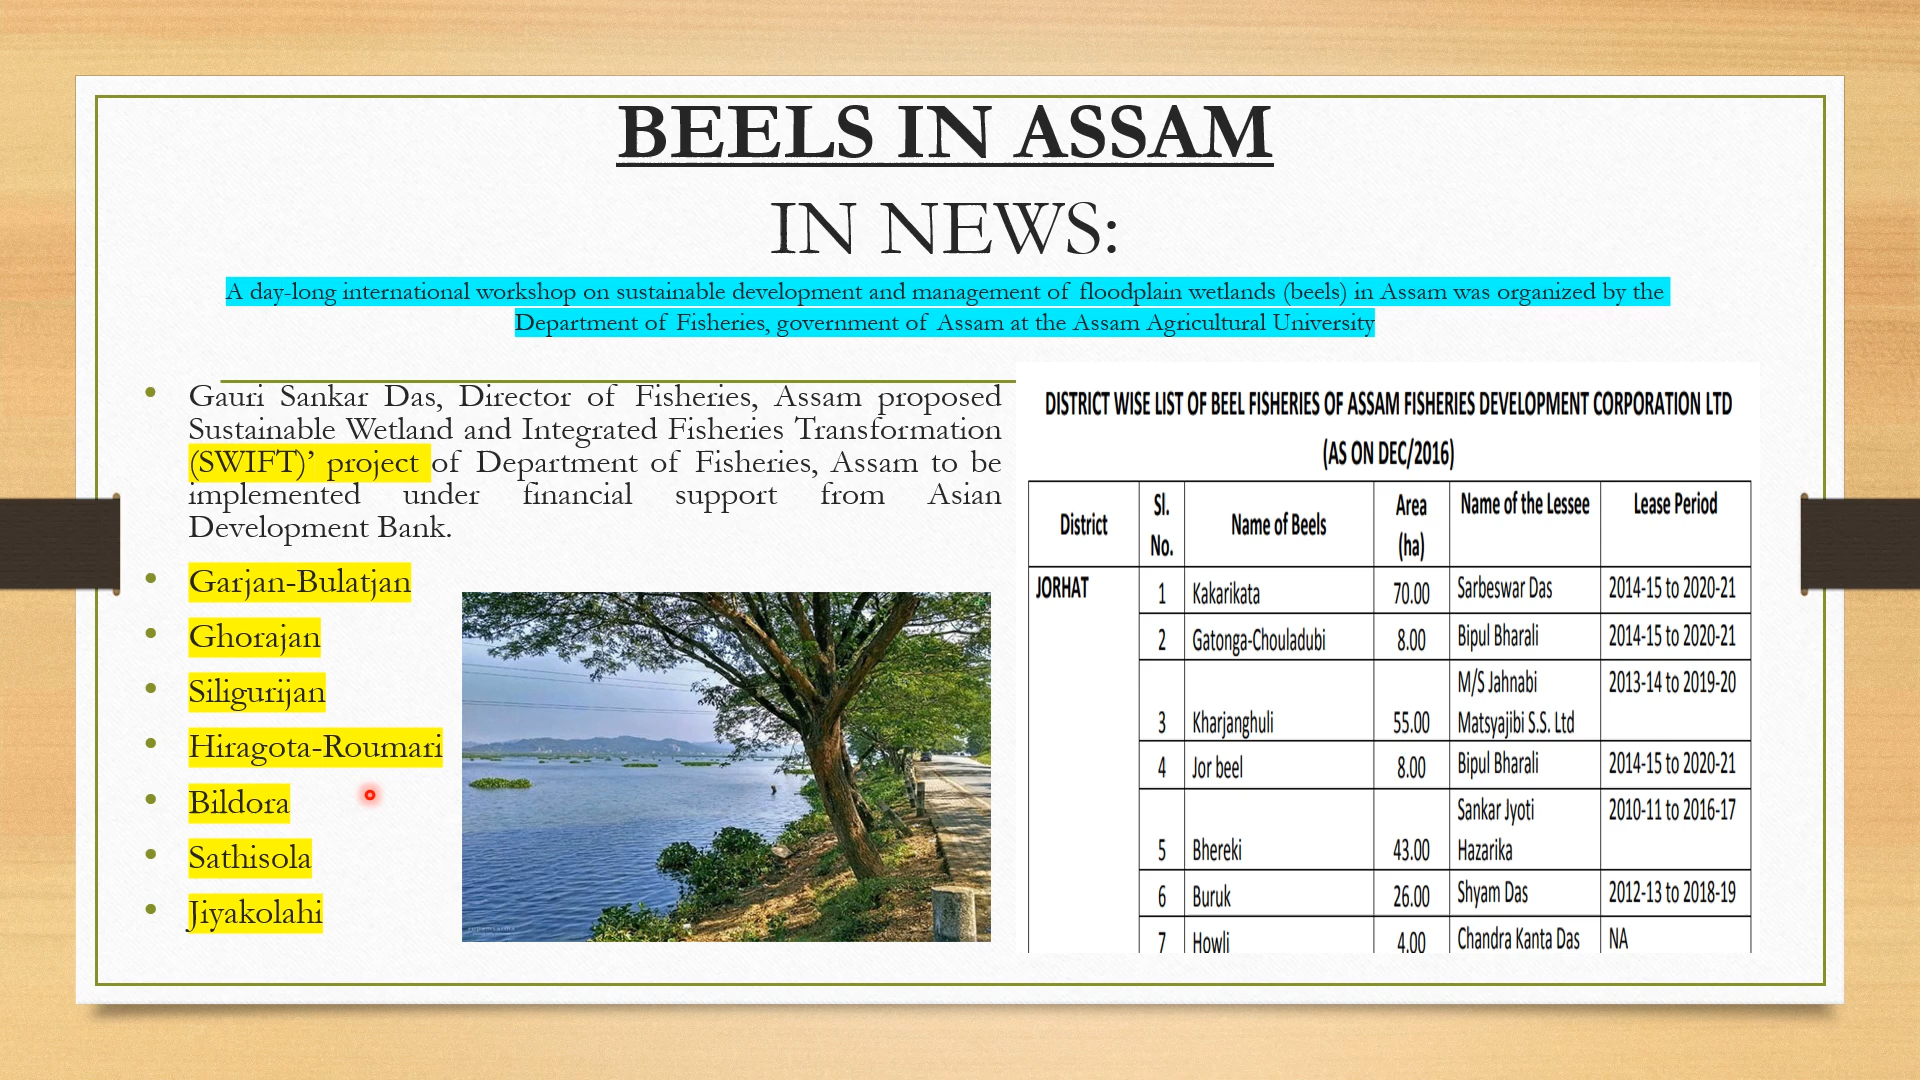 BEELS IN ASSAM
IN NEWS:
A day-long international workshop on sustainable development and management of floodplain wetlands (beels) in Assam was organized by the
Department of Fisheries, government of Assam at the Assam Agricultural University
Gauri Sankar Das, Director of Fisheries, Assam proposed
Sustainable Wetland and Integrated Fisheries Transformation
(SWIFT)’ project of Department of Fisheries, Assam to be
implemented under financial support from Asian
Development Bank.
Garjan-Bulatjan
Ghorajan
Siligurijan
Hiragota-Roumari
Bildora
Sathisola
Jiyakolahi
DISTRICT WISE LIST OF BEEL FISHERIES OF ASSAM FISHERIES DEVELOPMENT CORPORATION LTD
(AS ON DEC/2016)
District Sl. No. Name of Beels Area (ha) Name of the Lessee Lease Period
JORHAT 1 Kakarikata 70.00 Sarbeswar Das 2014-15 to 2020-21
2 Gatonga-Chouladubi 8.00 Bipul Bharali 2014-15 to 2020-21
3 Kharjanghuli 55.00 M/S Jahnabi Matsyajibi S.S. Ltd 2013-14 to 2019-20
4 Jor beel 8.00 Bipul Bharali 2014-15 to 2020-21
5 Bhereki 43.00 Sankar Jyoti Hazarika 2010-11 to 2016-17
6 Buruk 26.00 Shyam Das 2012-13 to 2018-19
7 Howli 4.00 Chandra Kanta Das NA